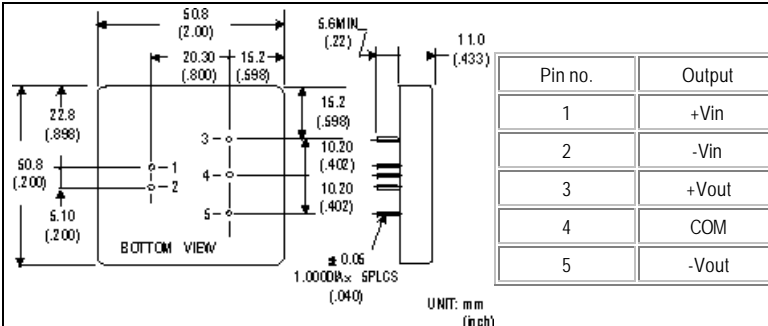 50.8
(2.00)
5.6MIN
(.22)
11.0
(.433)
20.30
(.800)
15.2
(.598)
22.8
(.898)
15.2
(.598)
50.8
(.200)
5.10
(.200)
3
10.20
(.402)
1
4
2
10.20
(.402)
5
BOTTOM VIEW
± 0.05
1.000DIA× 5PLCS
(.040)
UNIT: mm
(inch)
Pin no. Output
1 +Vin
2 -Vin
3 +Vout
4 COM
5 -Vout